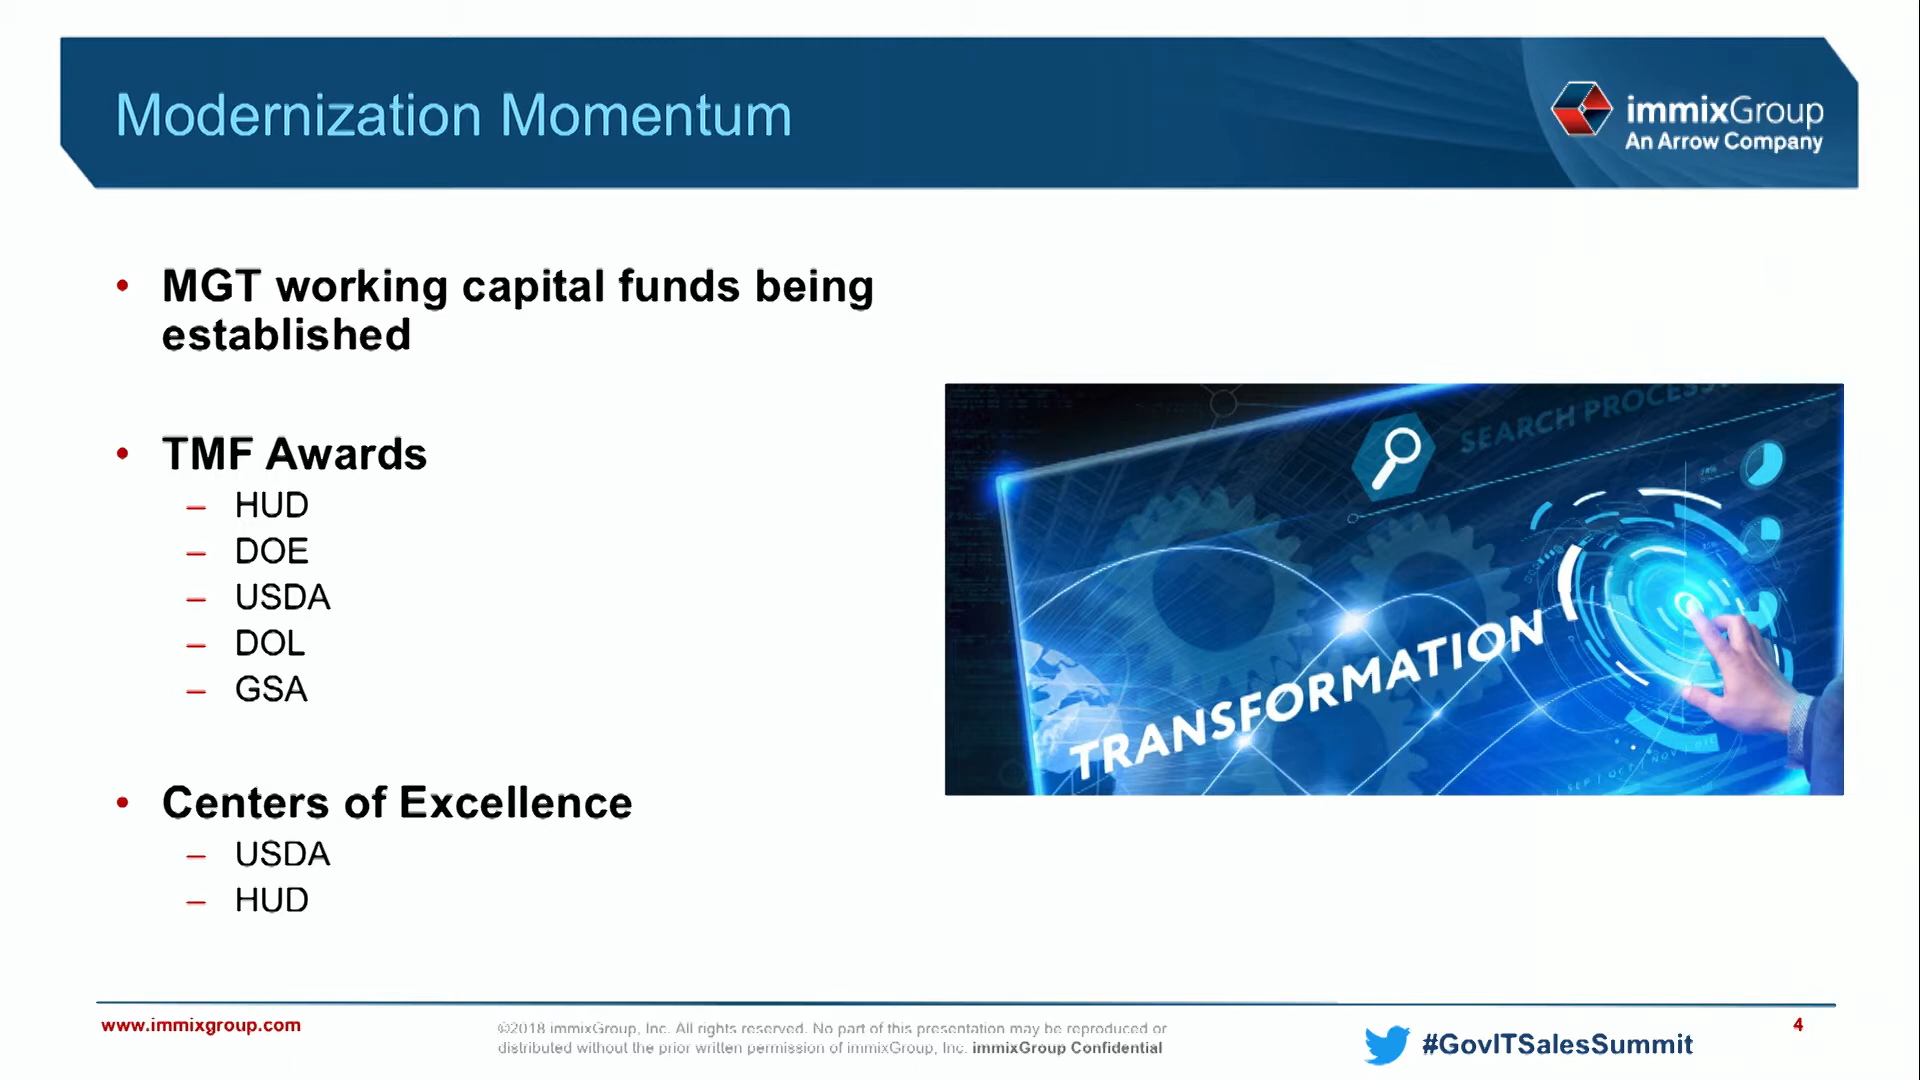 Modernization Momentum
immixGroup
An Arrow Company
• MGT working capital funds being
established
• TMF Awards
– HUD
– DOE
– USDA
– DOL
– GSA
• Centers of Excellence
– USDA
– HUD
SEARCH PROCESS
TRANSFORMATION
www.immixgroup.com
©2018 immixGroup, Inc. All rights reserved. No part of this presentation may be reproduced or
distributed without the prior written permission of immixGroup, Inc. immixGroup Confidential
#GovITSalesSummit
4